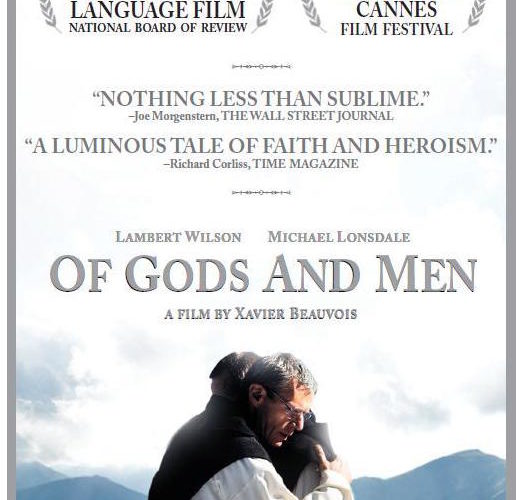 LANGUAGE FILM
NATIONAL BOARD OF REVIEW
CANNES
FILM FESTIVAL
“NOTHING LESS THAN SUBLIME.”
–Joe Morgenstern, THE WALL STREET JOURNAL
“A LUMINOUS TALE OF FAITH AND HEROISM.”
–Richard Corliss, TIME MAGAZINE
LAMBERT WILSON MICHAEL LONSDALE
OF GODS AND MEN
A FILM BY XAVIER BEAUVOIS